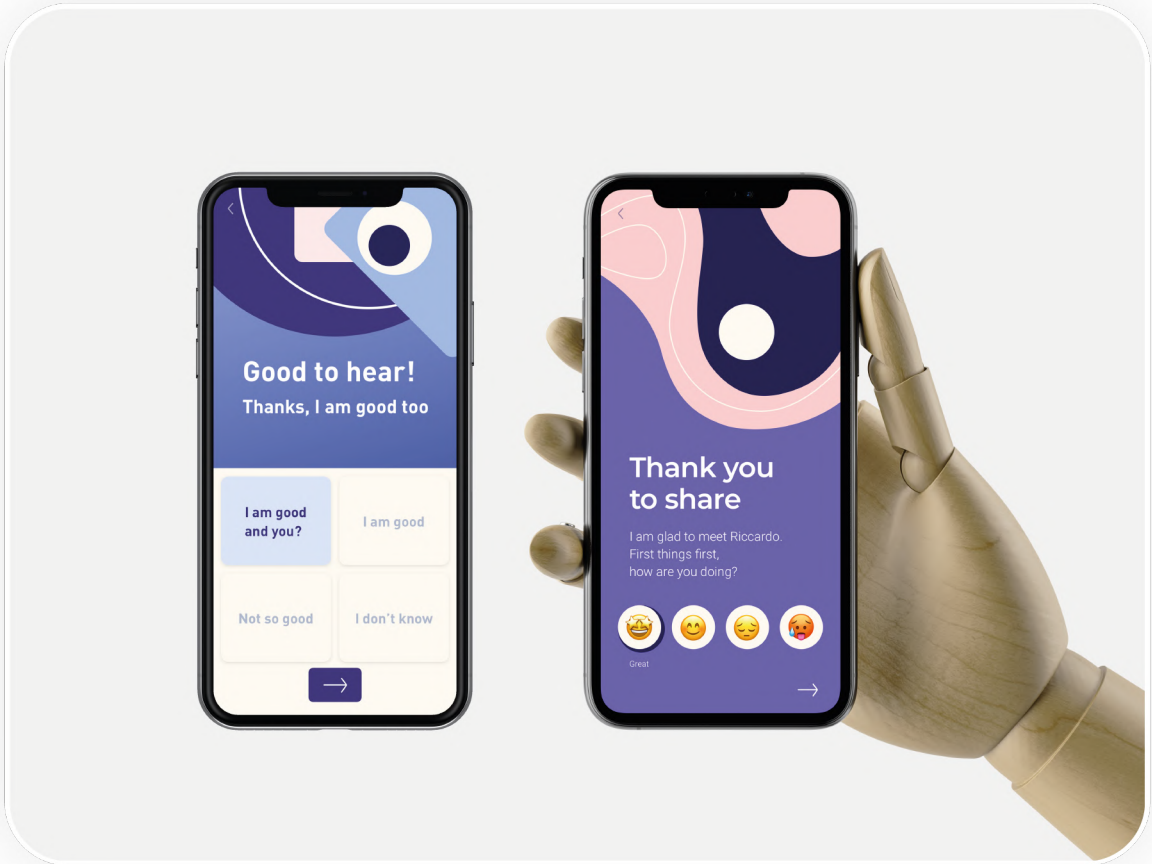 Good to hear!
Thanks, I am good too
I am good
and you?
I am good
Not so good
I don't know
Thank you
to share
I am glad to meet Riccardo.
First things first,
how are you doing?
Great